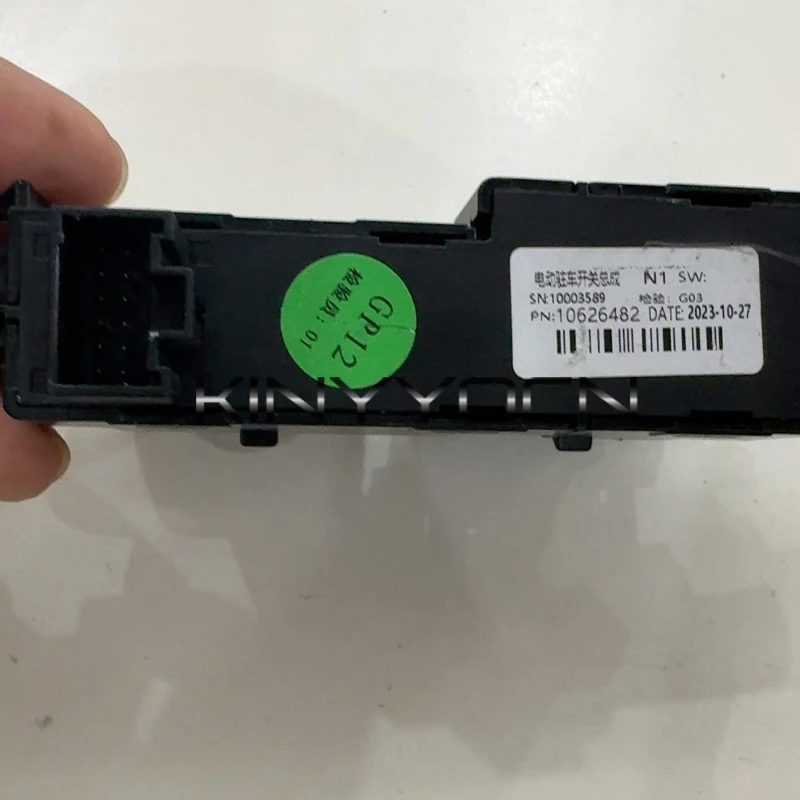 电动驻车开关总成 N1 SW:
SN:10003589 检验: G03
PN:10626482 DATE: 2023-10-27
检验员: 01
GP12
KINYYOCN